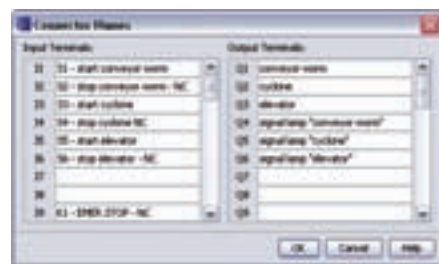 Connector Names
Input Terminals:
Output Terminals:
I1 S1 - start conveyor worm
I2 S2 - stop conveyor worm - NC
I3 S3 - start cyclone
I4 S4 - stop cyclone NC
I5 S5 - start elevator
I6 S6 - stop elevator - NC
I7
I8
I9 K1 - EMER.STOP - NC
Q1 conveyor worm
Q2 cyclone
Q3 elevator
Q4 signal lamp "conveyor worm"
Q5 signal lamp "cyclone"
Q6 signal lamp "elevator"
Q7
Q8
Q9
OK Cancel Help